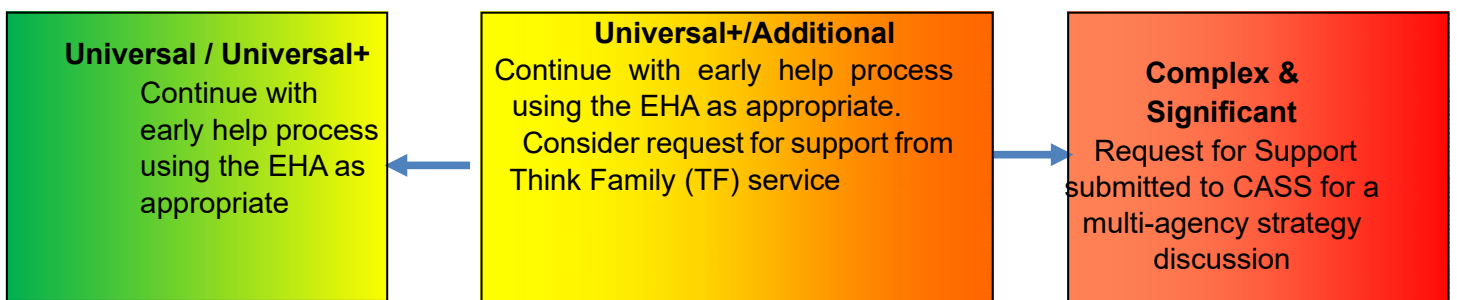 Universal / Universal+
Continue with
early help process
using the EHA as
appropriate
Universal+/Additional
Continue with early help process
using the EHA as appropriate.
Consider request for support from
Think Family (TF) service
Complex &
Significant
Request for Support
submitted to CASS for a
multi-agency strategy
discussion